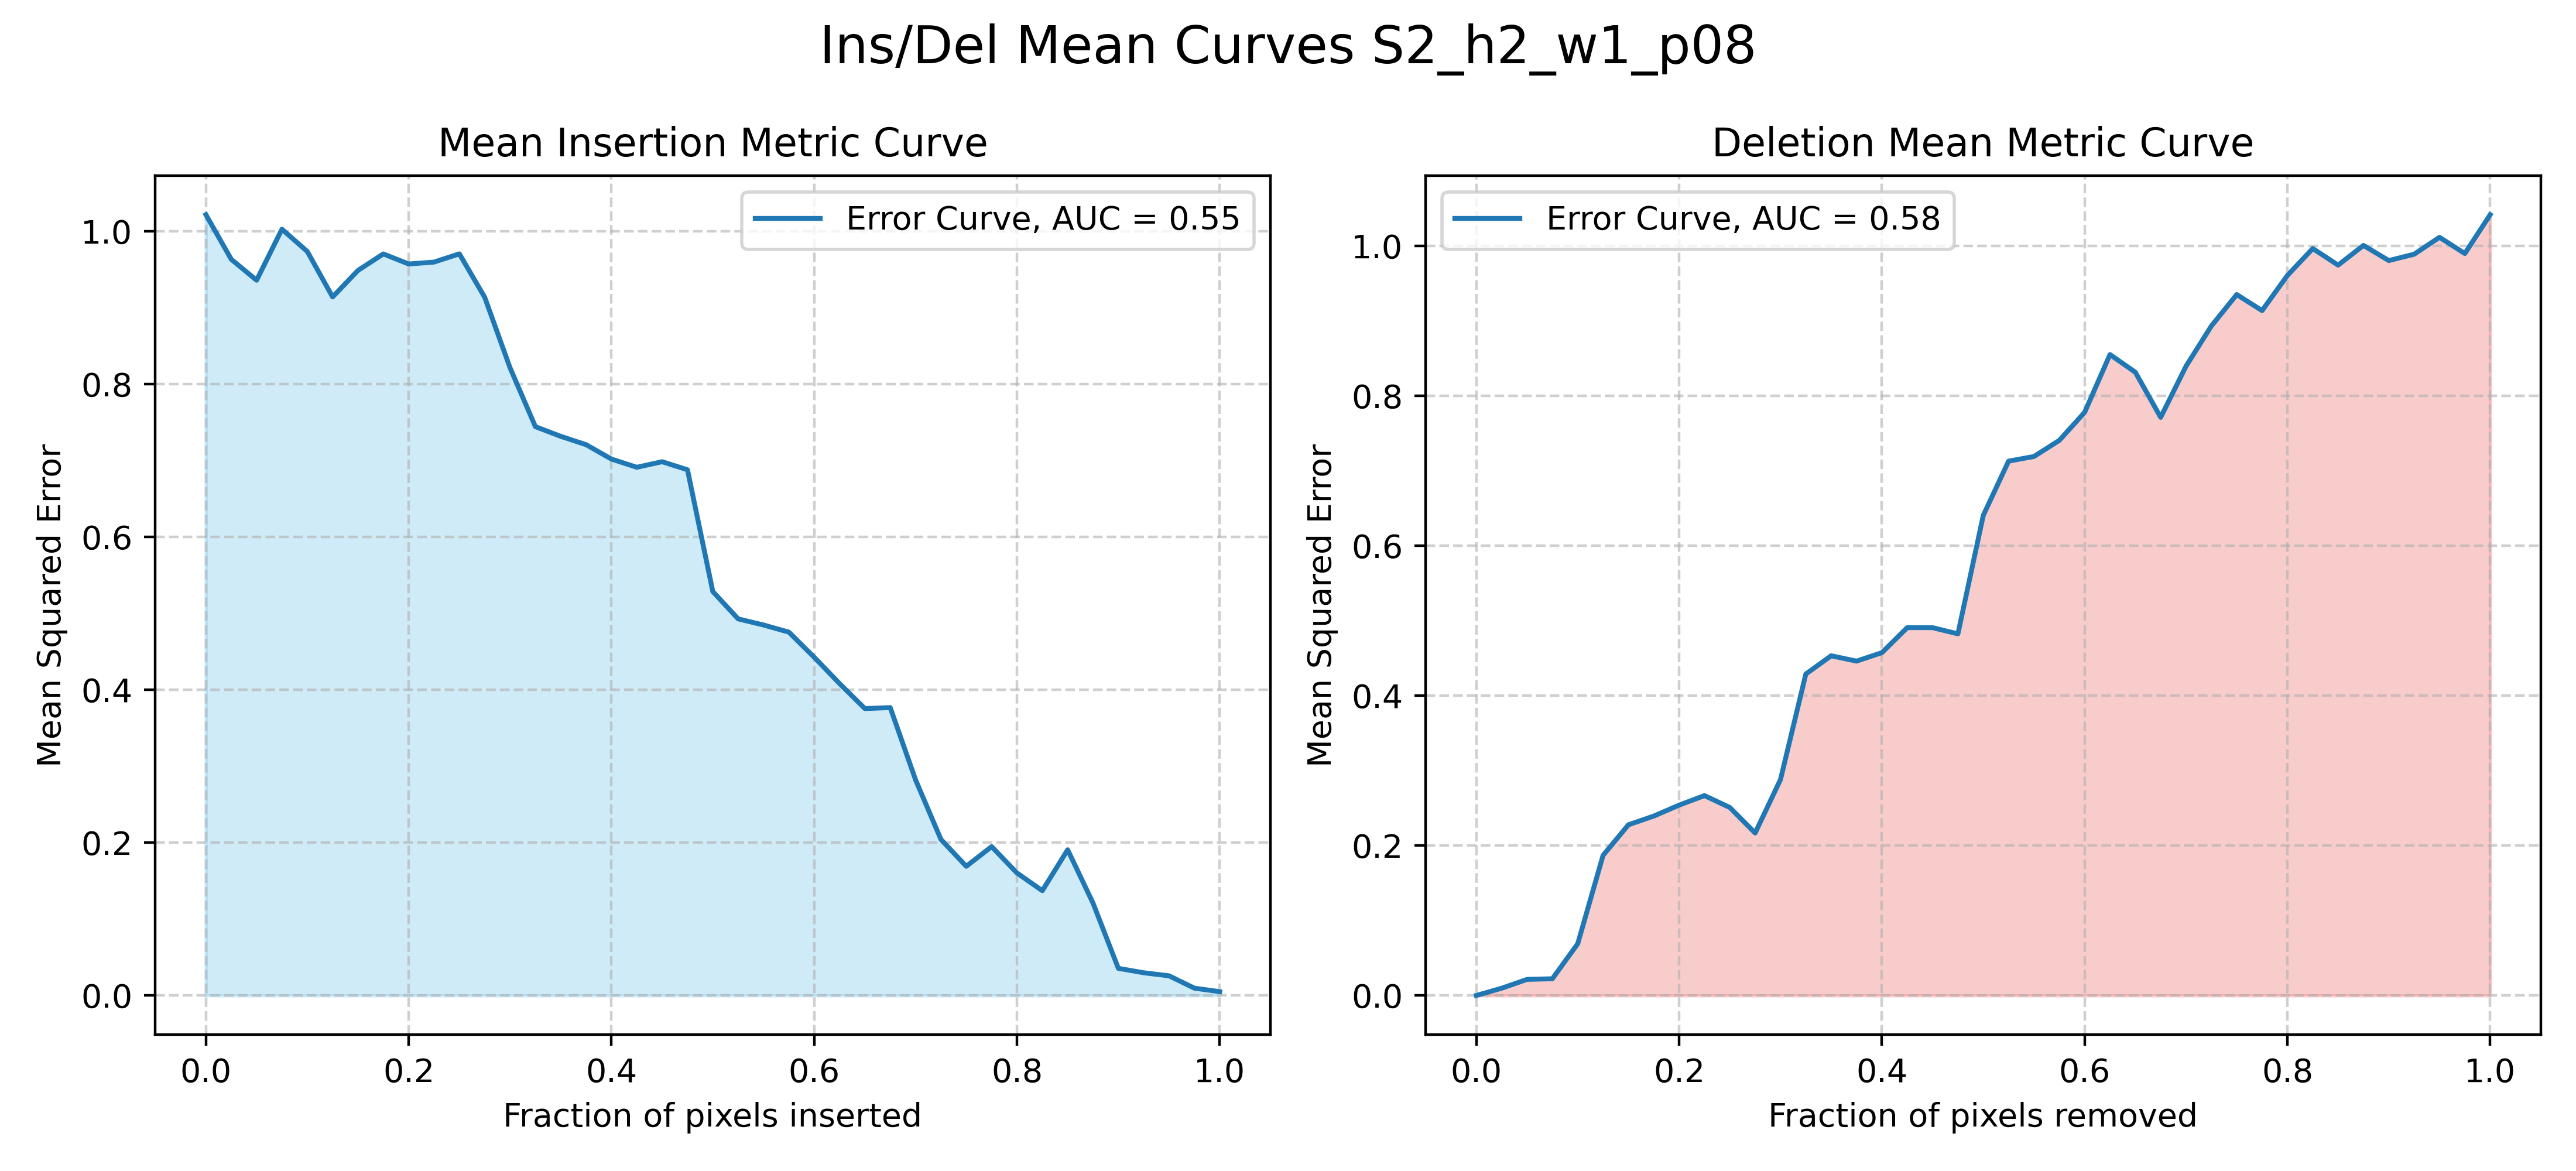 Ins/Del Mean Curves S2_h2_w1_p08
Mean Insertion Metric Curve
Error Curve, AUC = 0.55
1.0
0.8
0.6
0.4
0.2
0.0
Mean Squared Error
0.0 0.2 0.4 0.6 0.8 1.0
Fraction of pixels inserted
Deletion Mean Metric Curve
Error Curve, AUC = 0.58
1.0
0.8
0.6
0.4
0.2
0.0
Mean Squared Error
0.0 0.2 0.4 0.6 0.8 1.0
Fraction of pixels removed